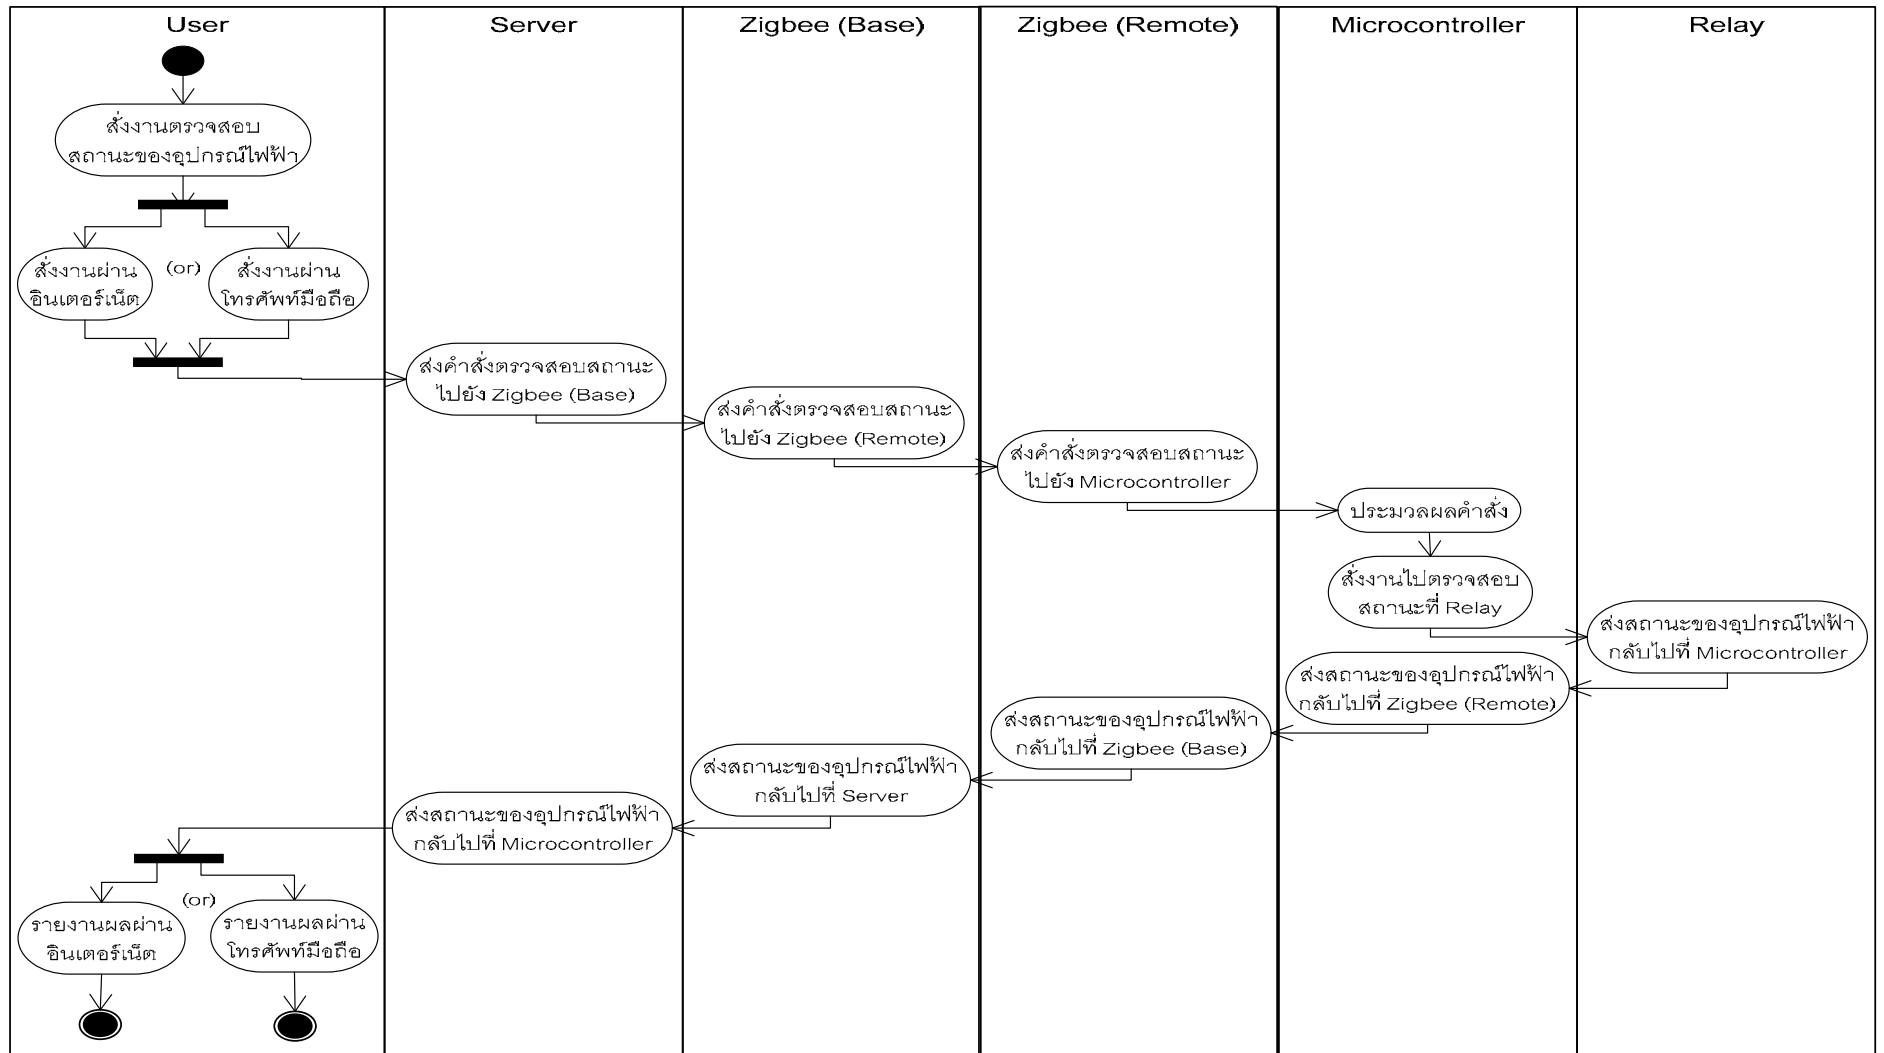 User
Server
Zigbee (Base)
Zigbee (Remote)
Microcontroller
Relay
สั่งงานตรวจสอบ
สถานะของอุปกรณ์ไฟฟ้า
สั่งงานผ่าน
อินเตอร์เน็ต
(or)
สั่งงานผ่าน
โทรศัพท์มือถือ
ส่งคำสั่งตรวจสอบสถานะ
ไปยัง Zigbee (Base)
ส่งคำสั่งตรวจสอบสถานะ
ไปยัง Zigbee (Remote)
ส่งคำสั่งตรวจสอบสถานะ
ไปยัง Microcontroller
ประมวลผลคำสั่ง
สั่งงานไปตรวจสอบ
สถานะที่ Relay
ส่งสถานะของอุปกรณ์ไฟฟ้า
กลับไปที่ Microcontroller
ส่งสถานะของอุปกรณ์ไฟฟ้า
กลับไปที่ Zigbee (Remote)
ส่งสถานะของอุปกรณ์ไฟฟ้า
กลับไปที่ Zigbee (Base)
ส่งสถานะของอุปกรณ์ไฟฟ้า
กลับไปที่ Server
ส่งสถานะของอุปกรณ์ไฟฟ้า
กลับไปที่ Microcontroller
รายงานผลผ่าน
อินเตอร์เน็ต
(or)
รายงานผลผ่าน
โทรศัพท์มือถือ